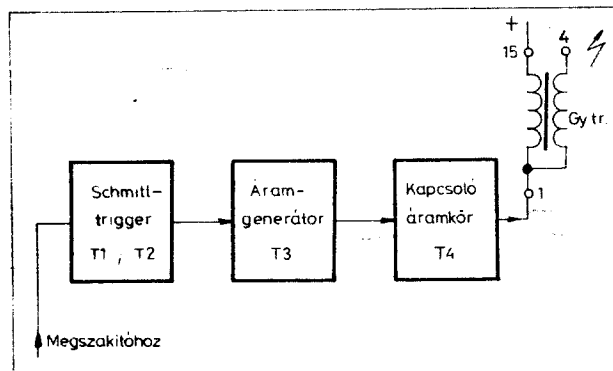 +
15
4
Gy tr.
1
Schmitt-
trigger
T1 , T2
Áram-
generátor
T3
Kapcsoló
áramkör
T4
Megszakítóhoz